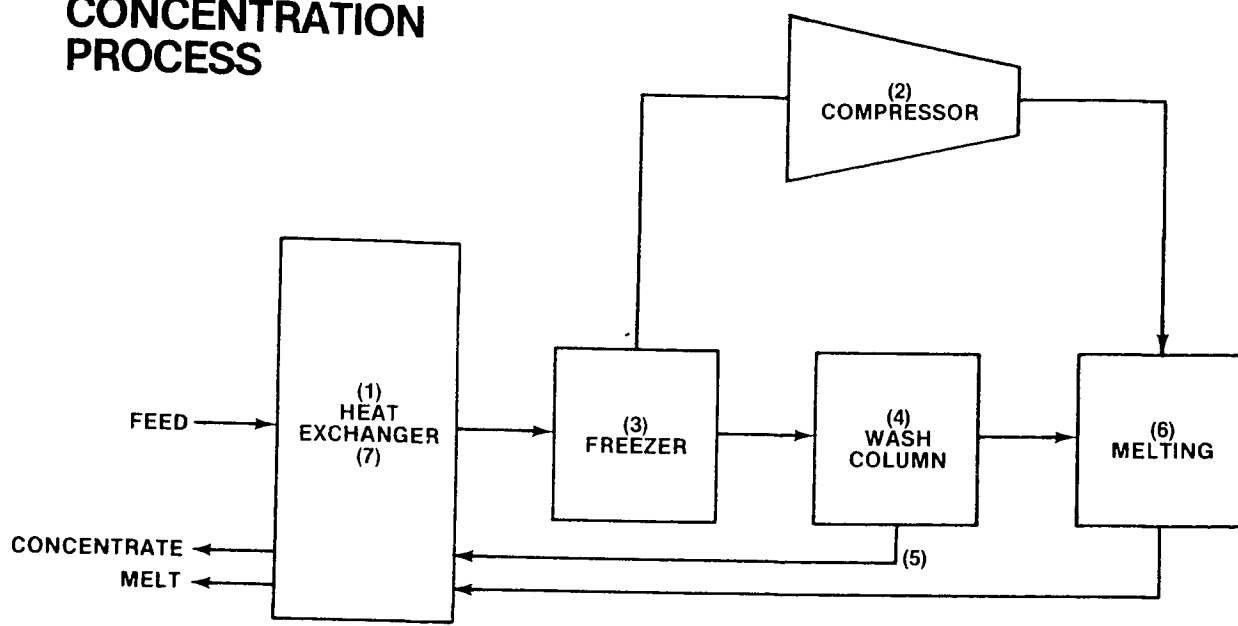 CONCENTRATION
PROCESS
(2)
COMPRESSOR
(1)
HEAT
EXCHANGER
(7)
FEED
(3)
FREEZER
(4)
WASH
COLUMN
(6)
MELTING
CONCENTRATE
(5)
MELT